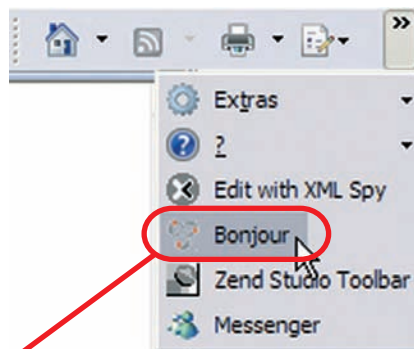 »
Extras
?
Edit with XML Spy
Bonjour
Zend Studio Toolbar
Messenger